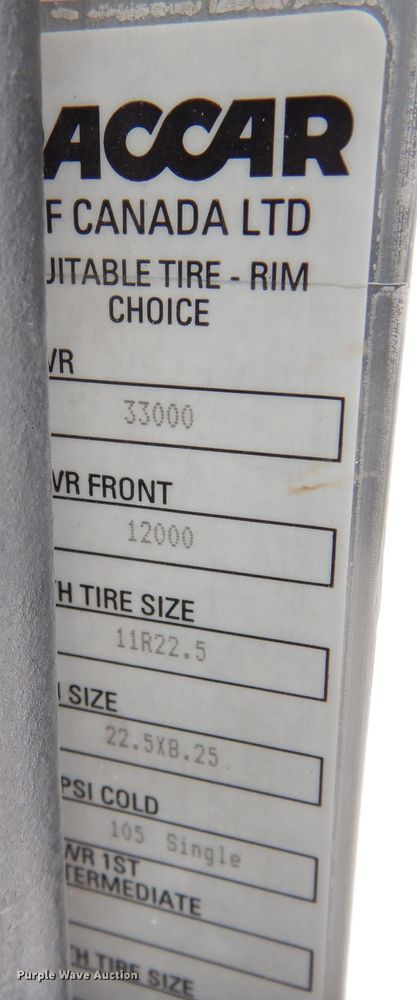 PACCAR
F CANADA LTD
UITABLE TIRE - RIM
CHOICE
VR
33000
VR FRONT
12000
H TIRE SIZE
11R22.5
SIZE
22.5X8.25
PSI COLD
105 Single
WR 1ST
TERMEDIATE
H TIRE SIZE
Purple Wave Auction